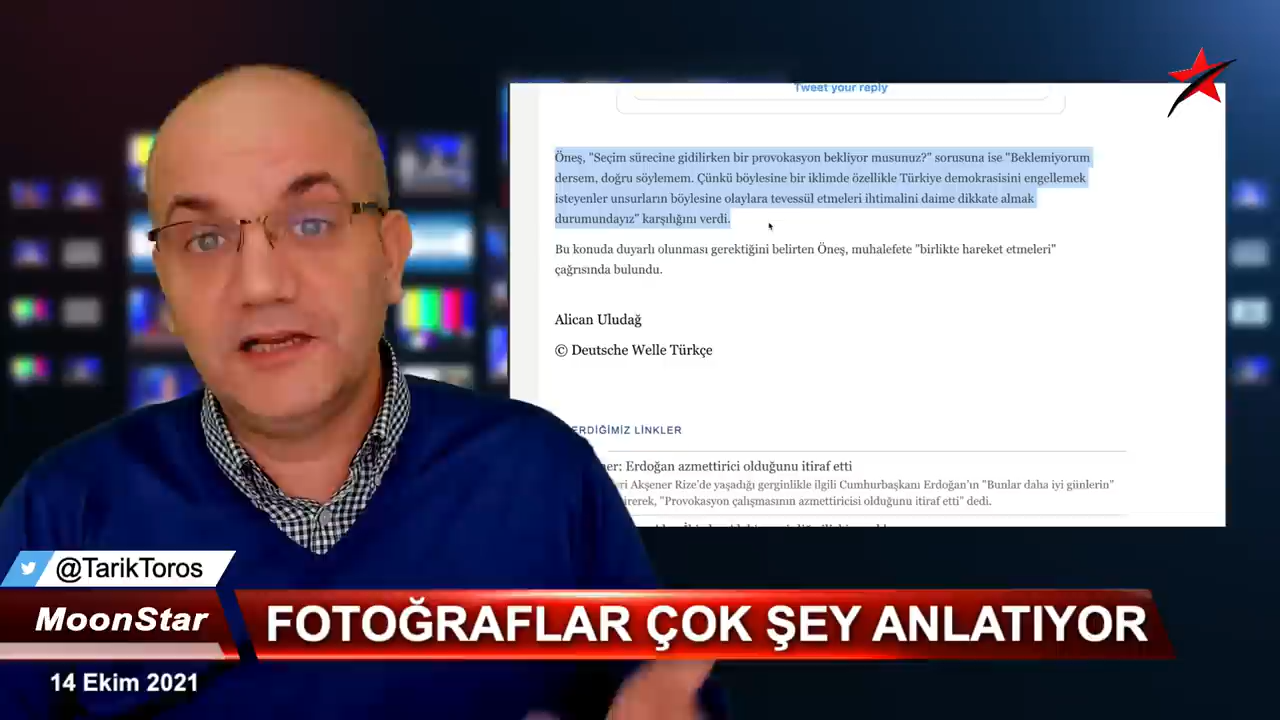 Tweet your reply
Öneş, "Seçim sürecine gidilirken bir provokasyon bekliyor musunuz?" sorusuna ise "Beklemiyorum
dersem, doğru söylemem. Çünkü böylesine bir iklimde özellikle Türkiye demokrasisini engellemek
isteyenler unsurların böylesine olaylara tevessül etmeleri ihtimalini daime dikkate almak
durumundayız" karşılığını verdi.
Bu konuda duyarlı olunması gerektiğini belirten Öneş, muhalefete "birlikte hareket etmeleri"
çağrısında bulundu.
Alican Uludağ
© Deutsche Welle Türkçe
ERDİĞİMİZ LİNKLER
ner: Erdoğan azmettirici olduğunu itiraf etti
eri Akşener Rize'de yaşadığı gerginlikle ilgili Cumhurbaşkanı Erdoğan'ın "Bunlar daha iyi günlerin"
irerek, "Provokasyon çalışmasının azmettiricisi olduğunu itiraf etti" dedi.
@TarikToros
MoonStar
FOTOĞRAFLAR ÇOK ŞEY ANLATIYOR
14 Ekim 2021